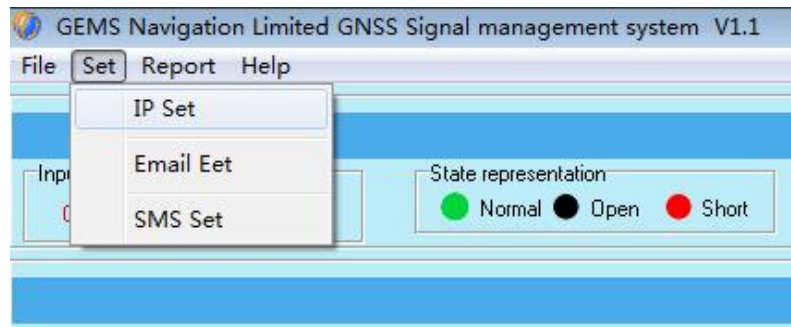 GEMS Navigation Limited GNSS Signal management system V1.1
File Set Report Help
IP Set
Email Eet
SMS Set
State representation
Normal Open Short